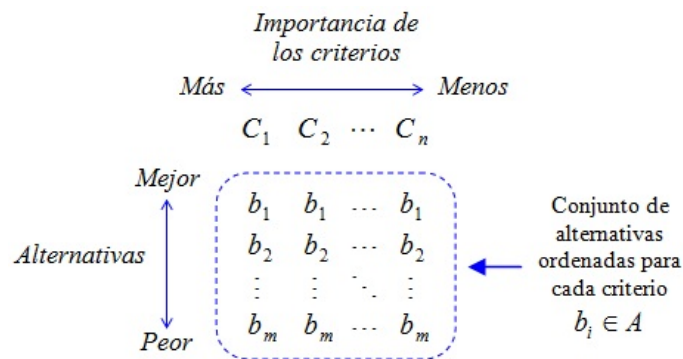 Importancia de
los criterios
Más Menos
C₁ C₂ ⋯ Cₙ
Mejor
b₁ b₁ … b₁
Alternativas
b₂ b₂ … b₂
⋮ ⋮ ⋱ ⋮
Peor
bₘ bₘ … bₘ
Conjunto de
alternativas
ordenadas para
cada criterio
bᵢ ∈ A